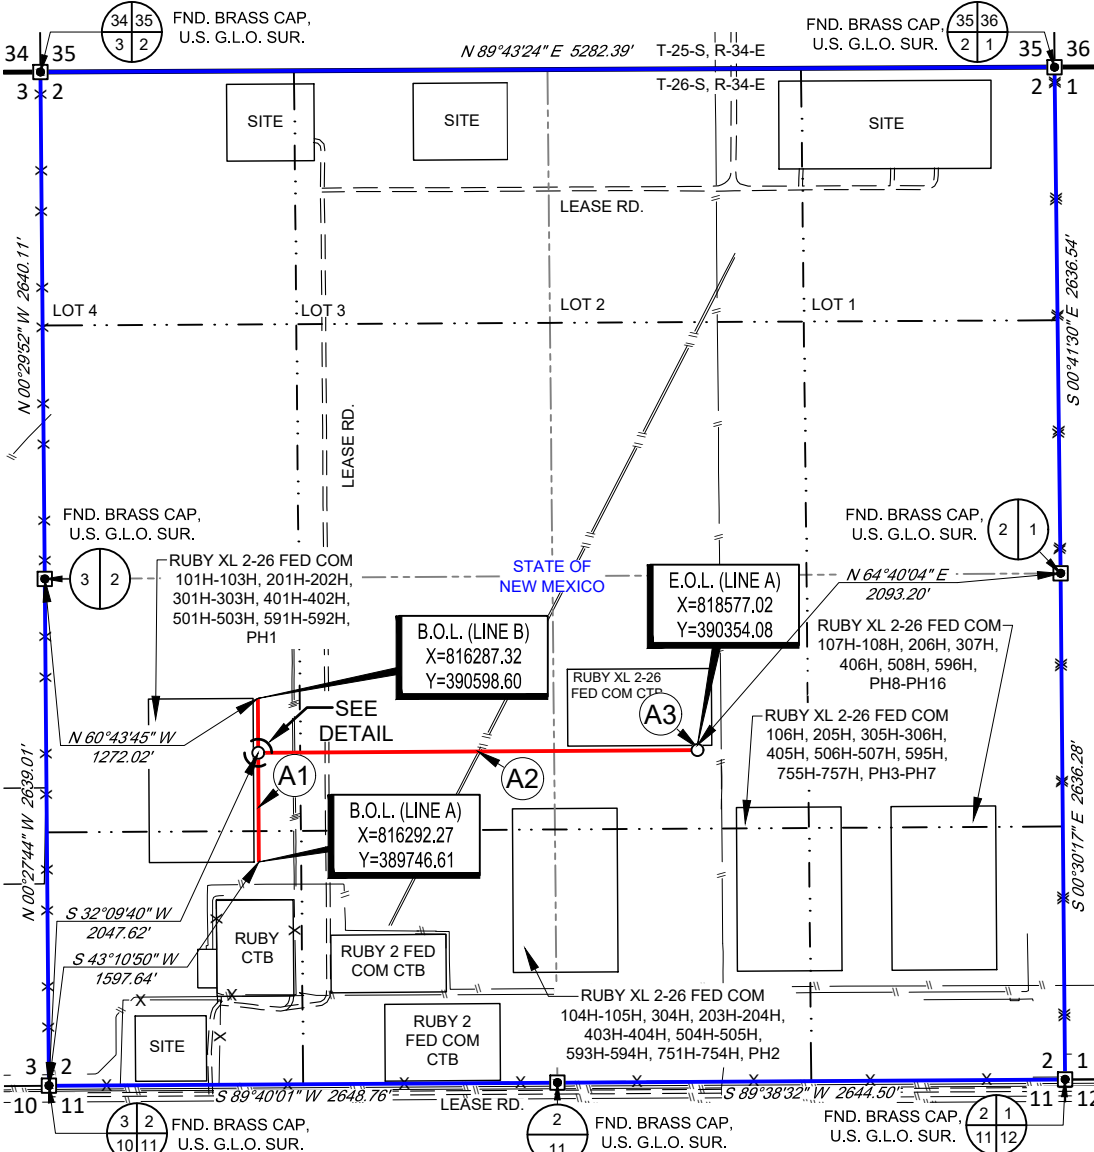 34 35
3 2
FND. BRASS CAP,
U.S. G.L.O. SUR.
N 89°43'24" E 5282.39'
T-25-S, R-34-E
T-26-S, R-34-E
FND. BRASS CAP,
U.S. G.L.O. SUR.
35 36
2 1
34 35
3 2
35 36
2 1
SITE
SITE
SITE
LEASE RD.
N 00°29'52" W 2640.11'
S 00°41'30" E 2636.54'
LOT 4
LOT 3
LOT 2
LOT 1
LEASE RD.
FND. BRASS CAP,
U.S. G.L.O. SUR.
3 2
FND. BRASS CAP,
U.S. G.L.O. SUR.
2 1
RUBY XL 2-26 FED COM
101H-103H, 201H-202H,
301H-303H, 401H-402H,
501H-503H, 591H-592H,
PH1
STATE OF
NEW MEXICO
E.O.L. (LINE A)
X=818577.02
Y=390354.08
N 64°40'04" E
2093.20'
B.O.L. (LINE B)
X=816287.32
Y=390598.60
RUBY XL 2-26 FED COM
107H-108H, 206H, 307H,
406H, 508H, 596H,
PH8-PH16
RUBY XL 2-26
FED COM CTB
A3
SEE
DETAIL
N 60°43'45" W
1272.02'
RUBY XL 2-26 FED COM
106H, 205H, 305H-306H,
405H, 506H-507H, 595H,
755H-757H, PH3-PH7
A1
A2
B.O.L. (LINE A)
X=816292.27
Y=389746.61
N 00°27'44" W 2639.01'
S 00°30'17" E 2636.28'
S 32°09'40" W
2047.62'
S 43°10'50" W
1597.64'
RUBY
CTB
RUBY 2 FED
COM CTB
RUBY XL 2-26 FED COM
104H-105H, 304H, 203H-204H,
403H-404H, 504H-505H,
593H-594H, 751H-754H, PH2
SITE
RUBY 2
FED COM
CTB
3 2
10 11
2 1
11 12
S 89°40'01" W 2648.76'
LEASE RD.
S 89°38'32" W 2644.50'
3 2
10 11
FND. BRASS CAP,
U.S. G.L.O. SUR.
2
11
FND. BRASS CAP,
U.S. G.L.O. SUR.
FND. BRASS CAP,
U.S. G.L.O. SUR.
2 1
11 12